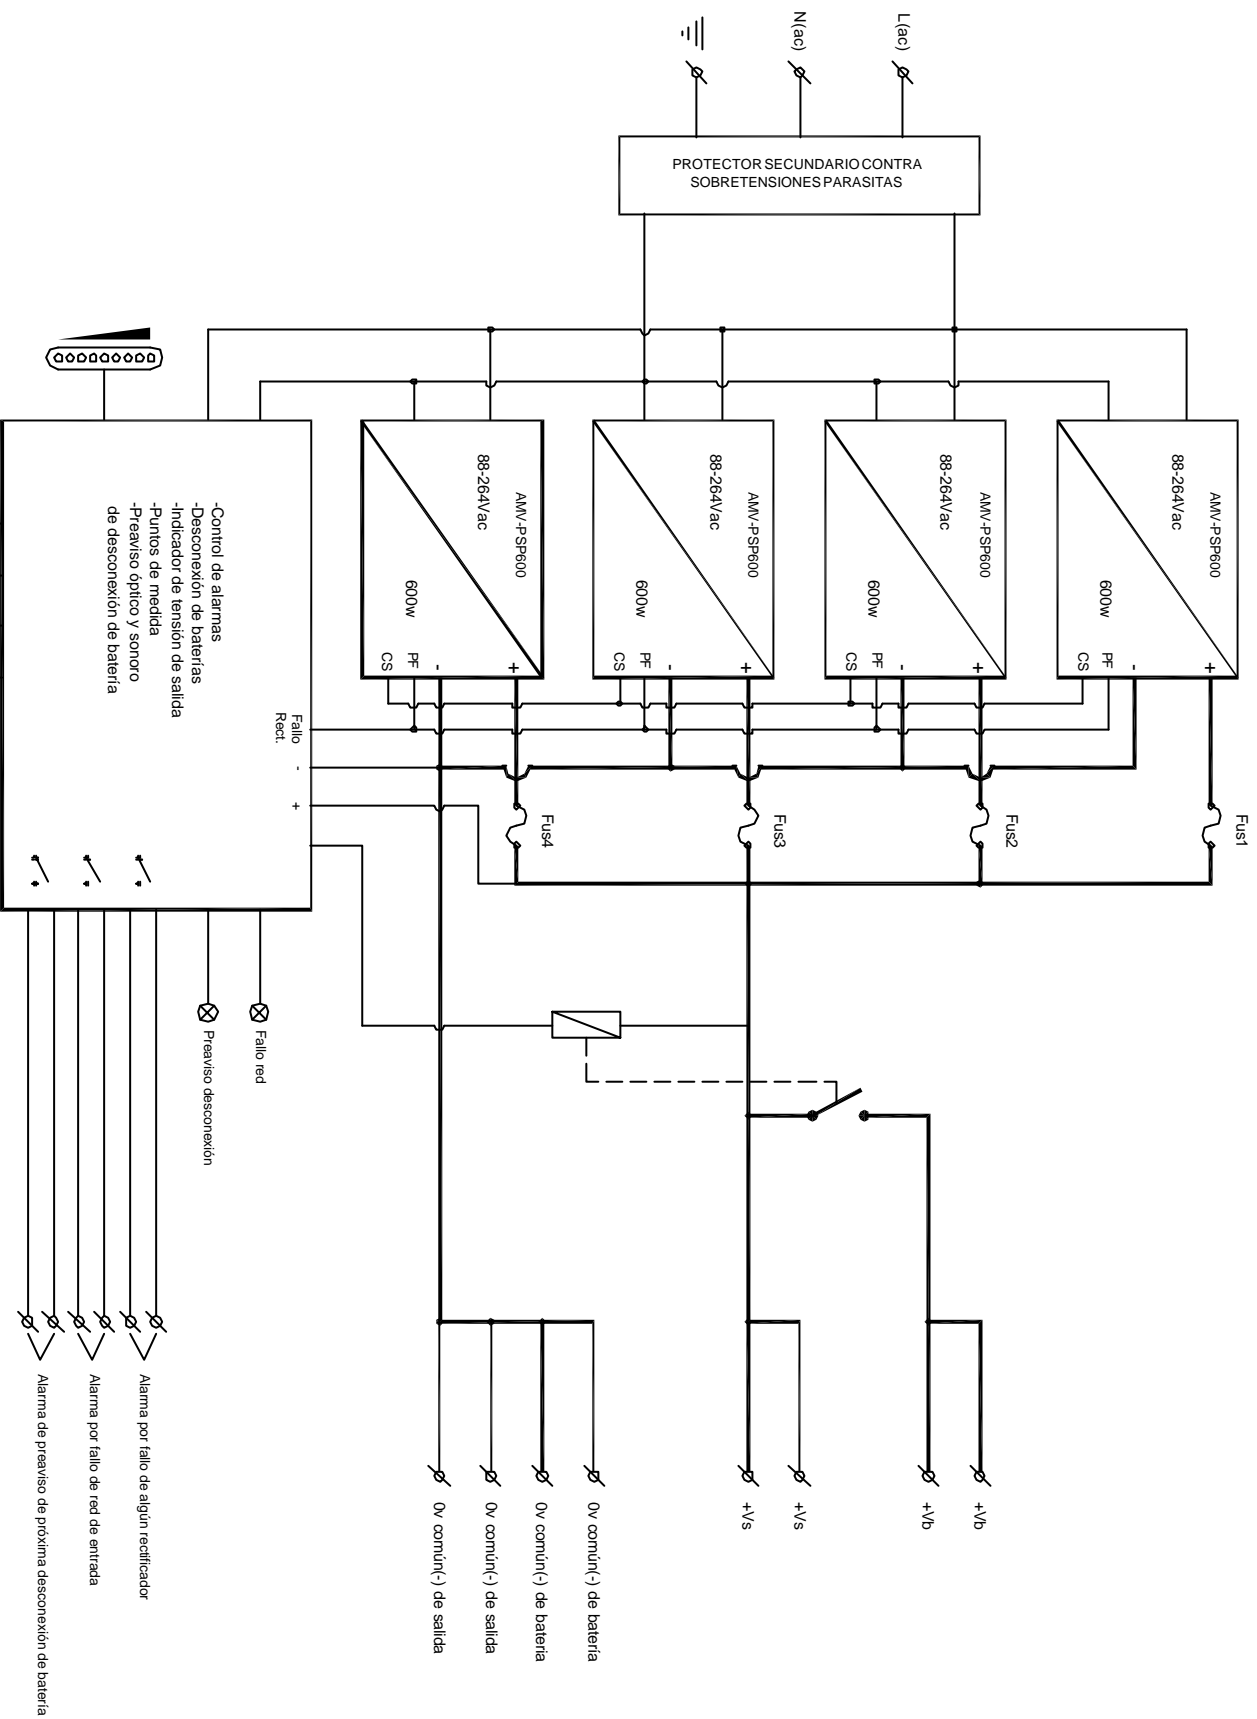 L(ac)
N(ac)
PROTECTOR SECUNDARIO CONTRA
SOBRETENSIONES PARASITAS
AMV-PSP600
88-264Vac
600w
+
-
PF
CS
Fus1
AMV-PSP600
88-264Vac
600w
+
-
PF
CS
Fus2
AMV-PSP600
88-264Vac
600w
+
-
PF
CS
Fus3
AMV-PSP600
88-264Vac
600w
+
-
PF
CS
Fus4
-Control de alarmas
-Desconexión de baterías
-Indicador de tensión de salida
-Puntos de medida
-Preaviso óptico y sonoro
de desconexión de batería
Fallo
Rect.
-
+
Fallo red
Preaviso desconexión
+Vb
+Vb
+Vs
+Vs
0v común(-) de batería
0v común(-) de bateria
0v común(-) de salida
0v común(-) de salida
Alarma por fallo de algún rectificador
Alarma por fallo de red de entrada
Alarma de preaviso de próxima desconexión de batería